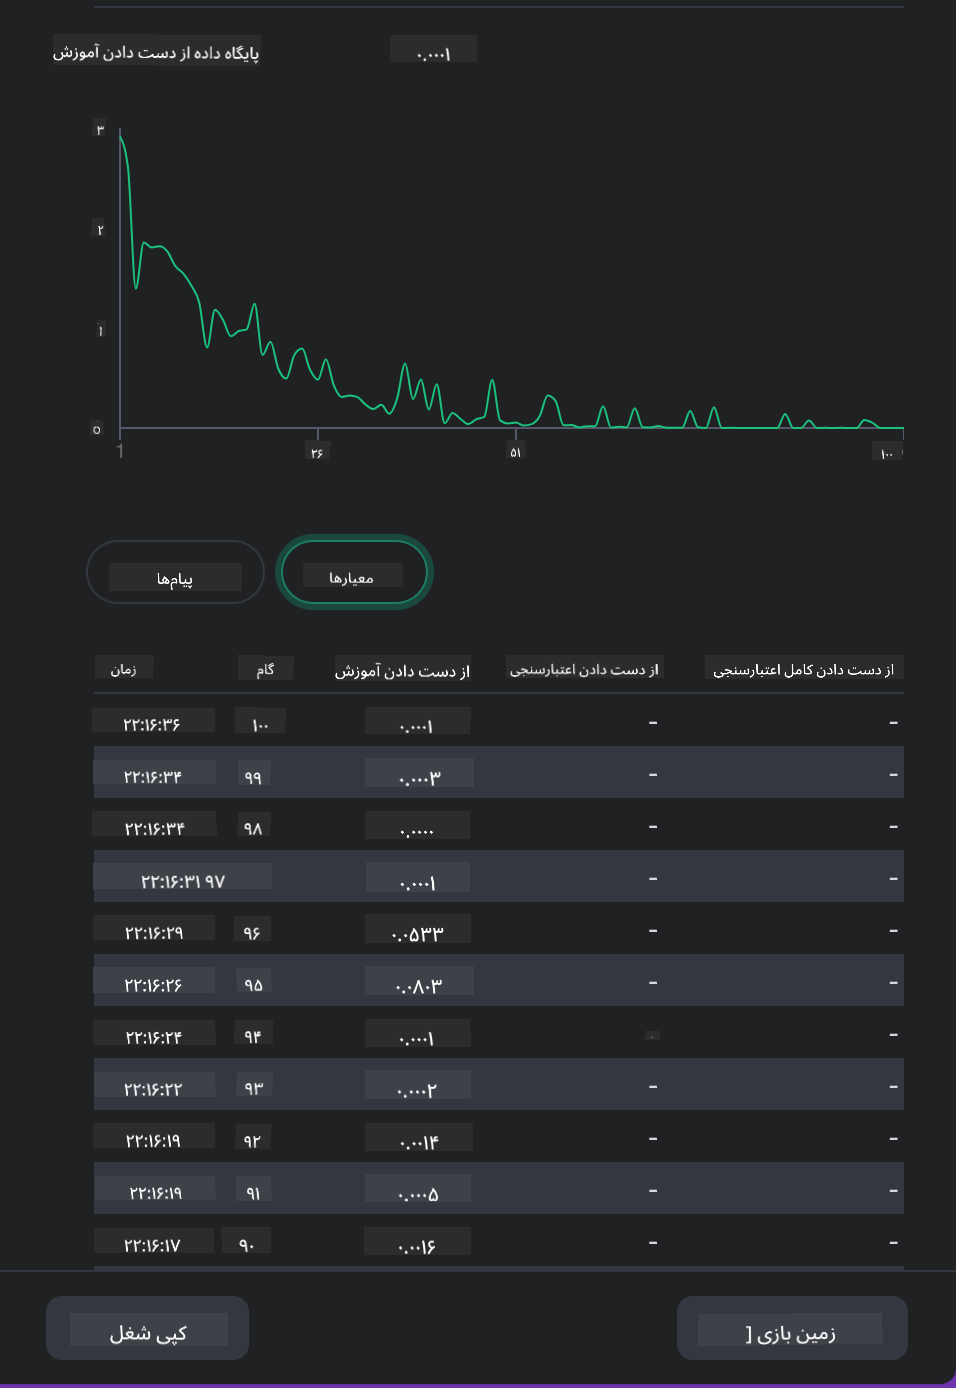 پایگاه داده از دست دادن آموزش ۰.۰۰۰۱
۳
۲
۱
۰
۱ ۲۶ ۵۱ ۱۰۰
پیام‌ها معیارها
زمان گام از دست دادن آموزش از دست دادن اعتبارسنجی از دست دادن کامل اعتبارسنجی
۲۲:۱۶:۳۶ ۱۰۰ ۰.۰۰۰۱ – –
۲۲:۱۶:۳۴ ۹۹ ۰.۰۰۰۳ – –
۲۲:۱۶:۳۴ ۹۸ ۰.۰۰۰۰ – –
۲۲:۱۶:۳۱ ۹۷ ۰.۰۰۰۱ – –
۲۲:۱۶:۲۹ ۹۶ ۰.۰۵۳۳ – –
۲۲:۱۶:۲۶ ۹۵ ۰.۰۸۰۳ – –
۲۲:۱۶:۲۴ ۹۴ ۰.۰۰۰۱ –
۲۲:۱۶:۲۲ ۹۳ ۰.۰۰۰۲ – –
۲۲:۱۶:۱۹ ۹۲ ۰.۰۰۱۴ – –
۲۲:۱۶:۱۹ ۹۱ ۰.۰۰۰۵ – –
۲۲:۱۶:۱۷ ۹۰ ۰.۰۰۱۶ – –
کپی شغل زمین بازی [